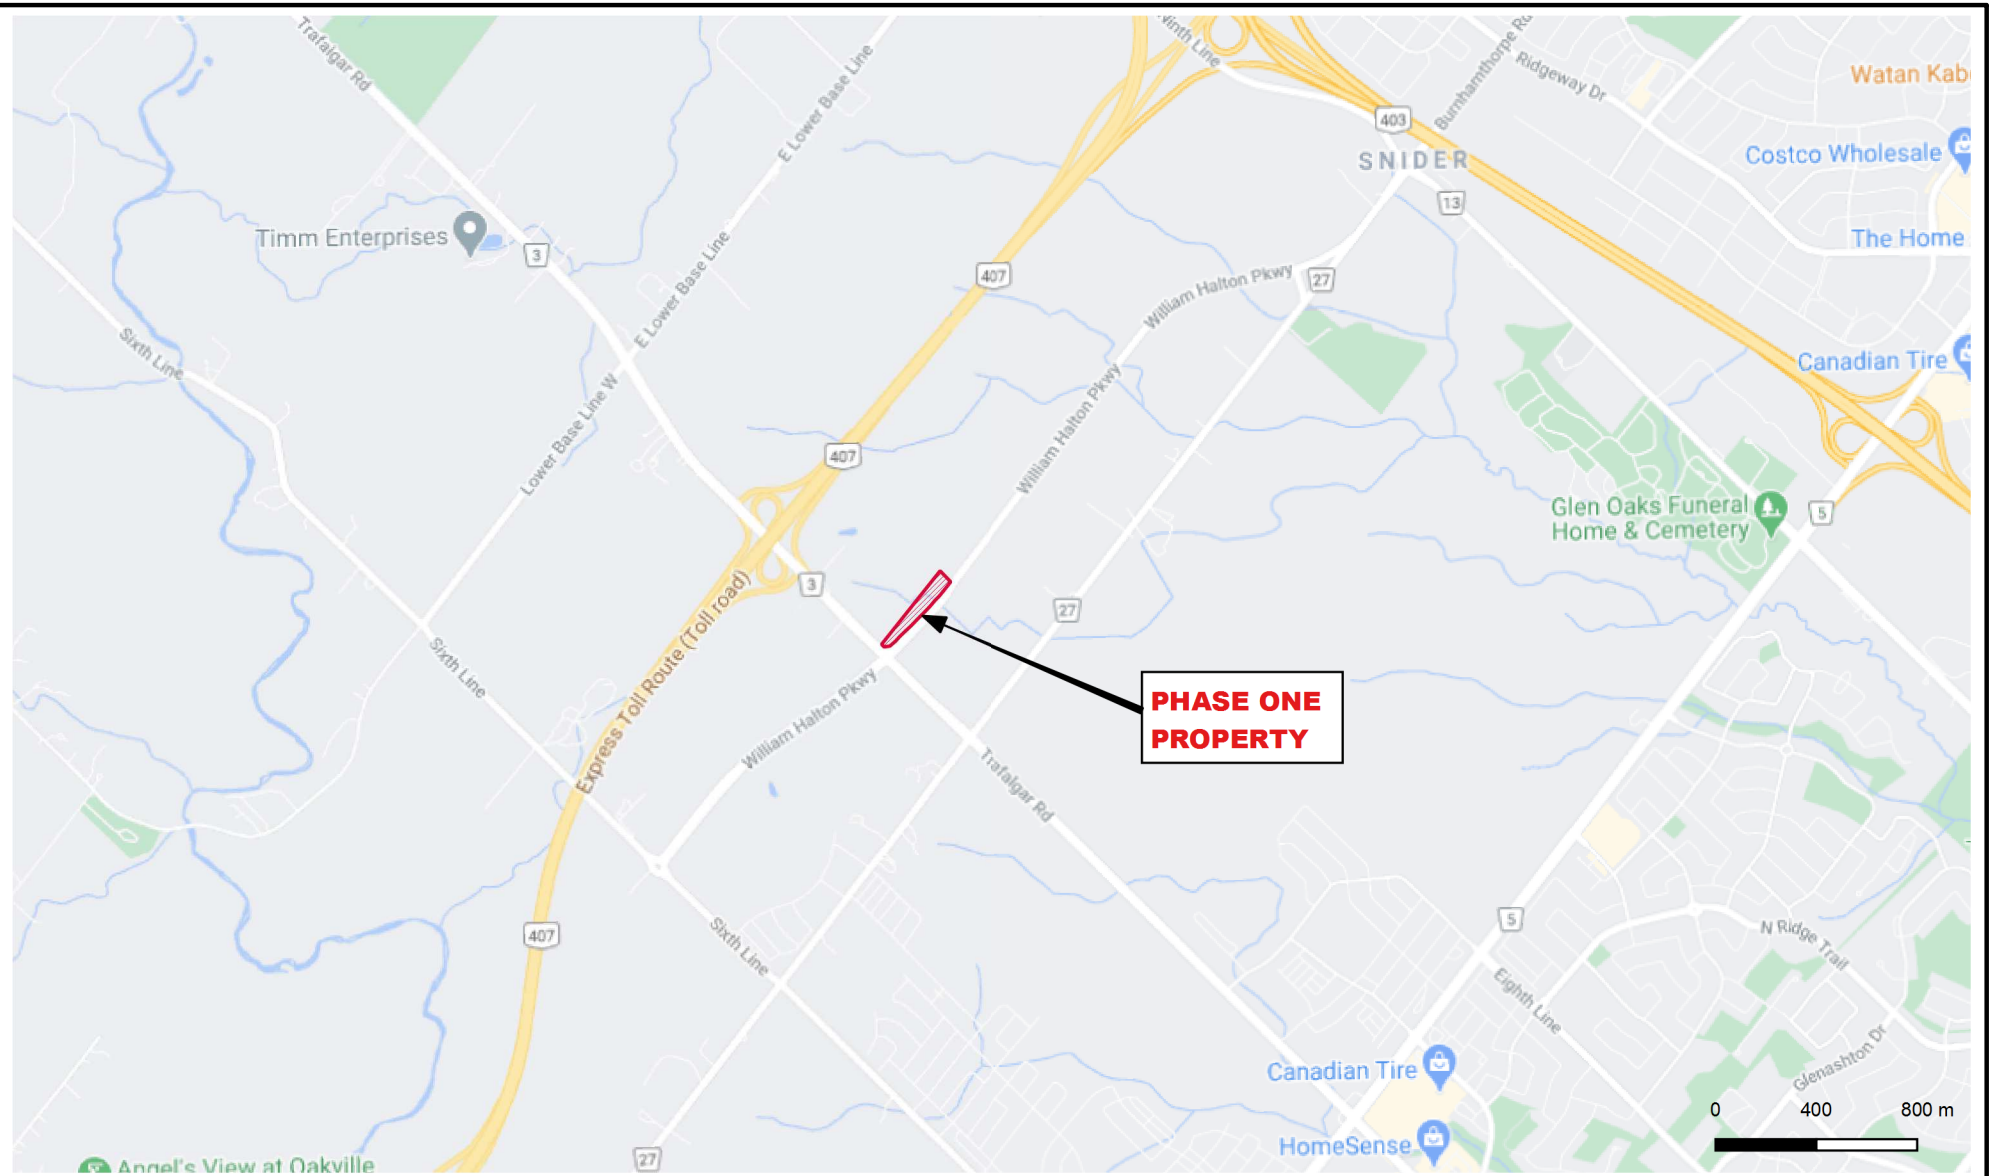 Trafalgar Rd
Ninth Line
Burnhamthorpe Rd
Ridgeway Dr
Watan Kab
E Lower Base Line
403
SNIDER
Costco Wholesale
13
Timm Enterprises
3
The Home
E Lower Base Line
407
William Halton Pkwy
27
Sixth Line
Canadian Tire
Lower Base Line W
William Halton Pkwy
407
Glen Oaks Funeral
Home & Cemetery
5
3
27
Express Toll Route (Toll road)
Sixth Line
PHASE ONE
PROPERTY
William Halton Pkwy
Trafalgar Rd
407
Sixth Line
5
N Ridge Trail
Eighth Line
Glenashton Dr
Canadian Tire
0 400 800 m
HomeSense
27
Angel's View at Oakville